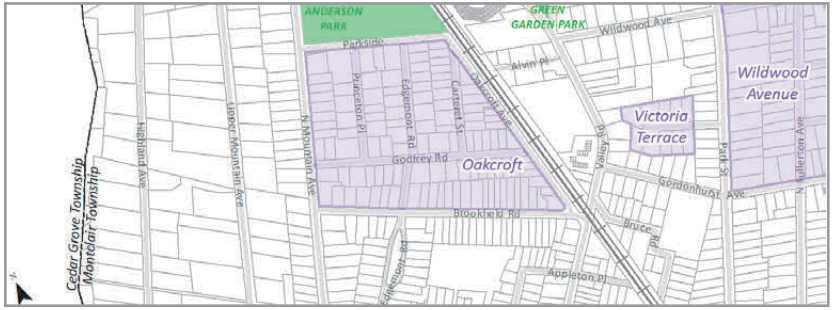 ANDERSON
PARK
GREEN
GARDEN PARK
Wildwood Ave
Parkside
Alvin Pl
Oakcroft Ave
Princeton Pl
Edgemont Rd
Carteret St
Wildwood
Avenue
Victoria
Terrace
Highland Ave
Upper Mountain Ave
N Mountain Ave
Godfrey Rd
Oakcroft
Valley Rd
Park St
N Fullerton Ave
Gordonhurst Ave
Cedar Grove Township
Montclair Township
Brookfield Rd
Bruce Rd
Edgemont Rd
Appleton Pl
N